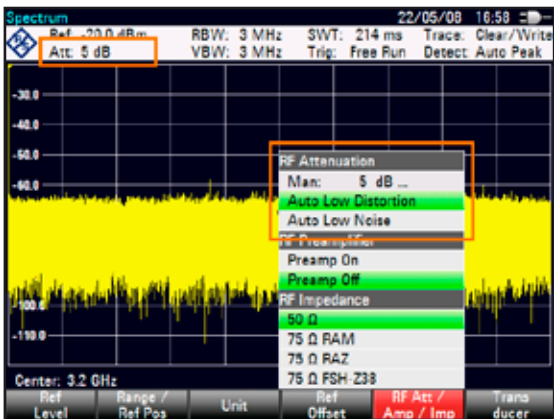 Spectrum 22/05/08 16:58
Ref: -20.0 dBm RBW: 3 MHz SWT: 214 ms Trace: Clear/Write
Att: 5 dB VBW: 3 MHz Trig: Free Run Detect: Auto Peak
-30.0
-40.0
-50.0
-60.0
-100.0
-110.0
RF Attenuation
Man: 5 dB ...
Auto Low Distortion
Auto Low Noise
RF Preamplifier
Preamp On
Preamp Off
RF Impedance
50 Ω
75 Ω RAM
75 Ω RAZ
75 Ω FSH-Z38
Center: 3.2 GHz
Ref Level
Range / Ref Pos
Unit
Ref Offset
RF Att / Amp / Imp
Trans ducer